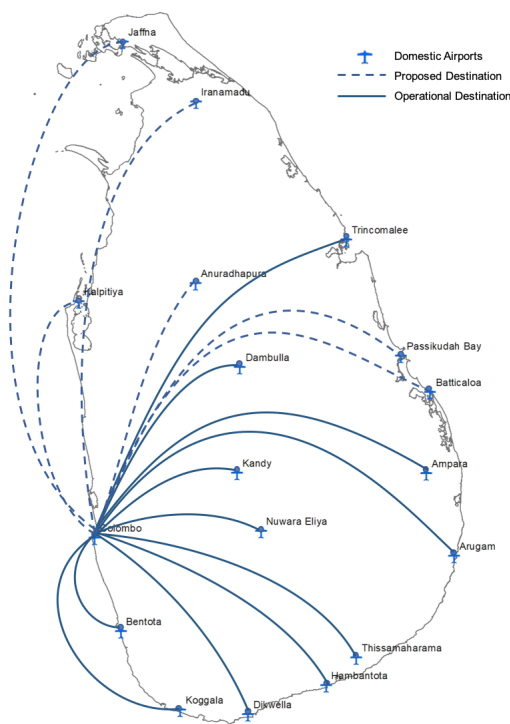 Jaffna
Domestic Airports
Proposed Destination
Iranamadu
Operational Destination
Trincomalee
Anuradhapura
Kalpitiya
Passikudah Bay
Dambulla
Batticaloa
Kandy
Ampara
Nuwara Eliya
Colombo
Arugam
Bentota
Thissamaharama
Hambantota
Koggala
Dikwella